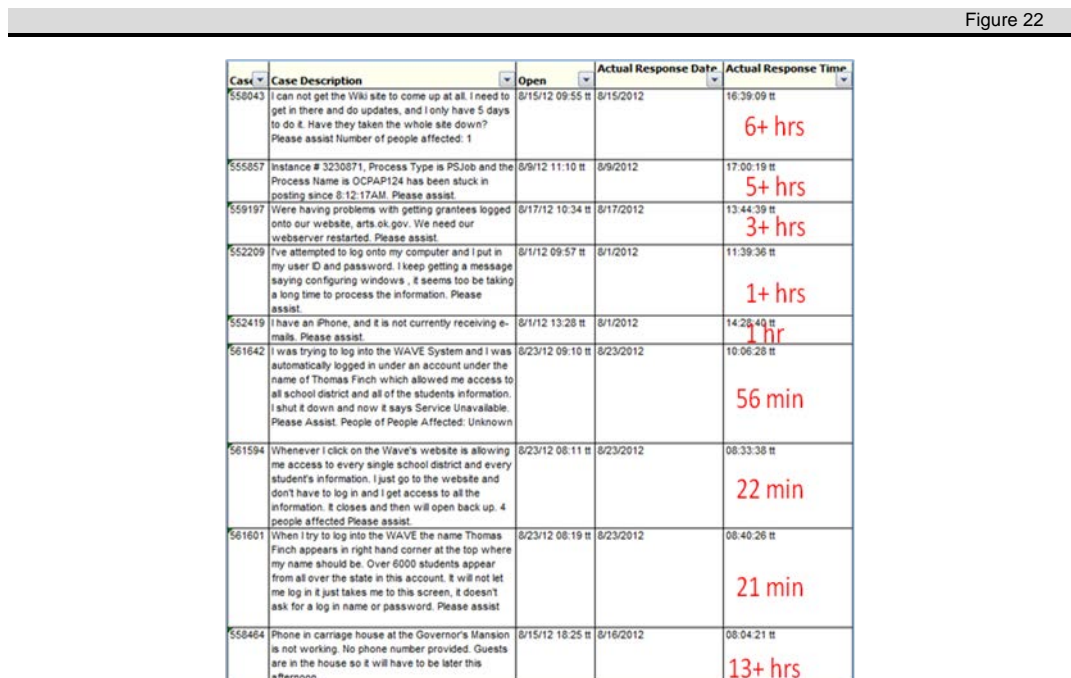 Figure 22
Case Case Description Open Actual Response Date Actual Response Time
558043 I can not get the Wiki site to come up at all. I need to 8/15/12 09:55 tt 8/15/2012 16:39:09 tt
get in there and do updates, and I only have 5 days
to do it. Have they taken the whole site down?
Please assist Number of people affected: 1
6+ hrs
555857 Instance # 3230871, Process Type is PSJob and the 8/9/12 11:10 tt 8/9/2012 17:00:19 tt
Process Name is OCPAP124 has been stuck in
posting since 8:12:17AM. Please assist.
5+ hrs
559197 Were having problems with getting grantees logged 8/17/12 10:34 tt 8/17/2012 13:44:39 tt
onto our website, arts.ok.gov. We need our
webserver restarted. Please assist.
3+ hrs
552209 I've attempted to log onto my computer and I put in 8/1/12 09:57 tt 8/1/2012 11:39:36 tt
my user ID and password. I keep getting a message
saying configuring windows , it seems too be taking
a long time to process the information. Please
assist.
1+ hrs
552419 I have an iPhone, and it is not currently receiving e- 8/1/12 13:28 tt 8/1/2012 14:28:40 tt
mails. Please assist.
1 hr
561642 I was trying to log into the WAVE System and I was 8/23/12 09:10 tt 8/23/2012 10:06:28 tt
automatically logged in under an account under the
name of Thomas Finch which allowed me access to
all school district and all of the students information.
I shut it down and now it says Service Unavailable.
Please Assist. People of People Affected: Unknown
56 min
561594 Whenever I click on the Wave's website is allowing 8/23/12 08:11 tt 8/23/2012 08:33:38 tt
me access to every single school district and every
student's information. I just go to the website and
don't have to log in and I get access to all the
information. It closes and then will open back up. 4
people affected Please assist.
22 min
561601 When I try to log into the WAVE the name Thomas 8/23/12 08:19 tt 8/23/2012 08:40:26 tt
Finch appears in right hand corner at the top where
my name should be. Over 6000 students appear
from all over the state in this account. It will not let
me log in it just takes me to this screen, it doesn't
ask for a log in name or password. Please assist
21 min
558464 Phone in carriage house at the Governor's Mansion 8/15/12 18:25 tt 8/16/2012 08:04:21 tt
is not working. No phone number provided. Guests
are in the house so it will have to be later this
afternoon
13+ hrs